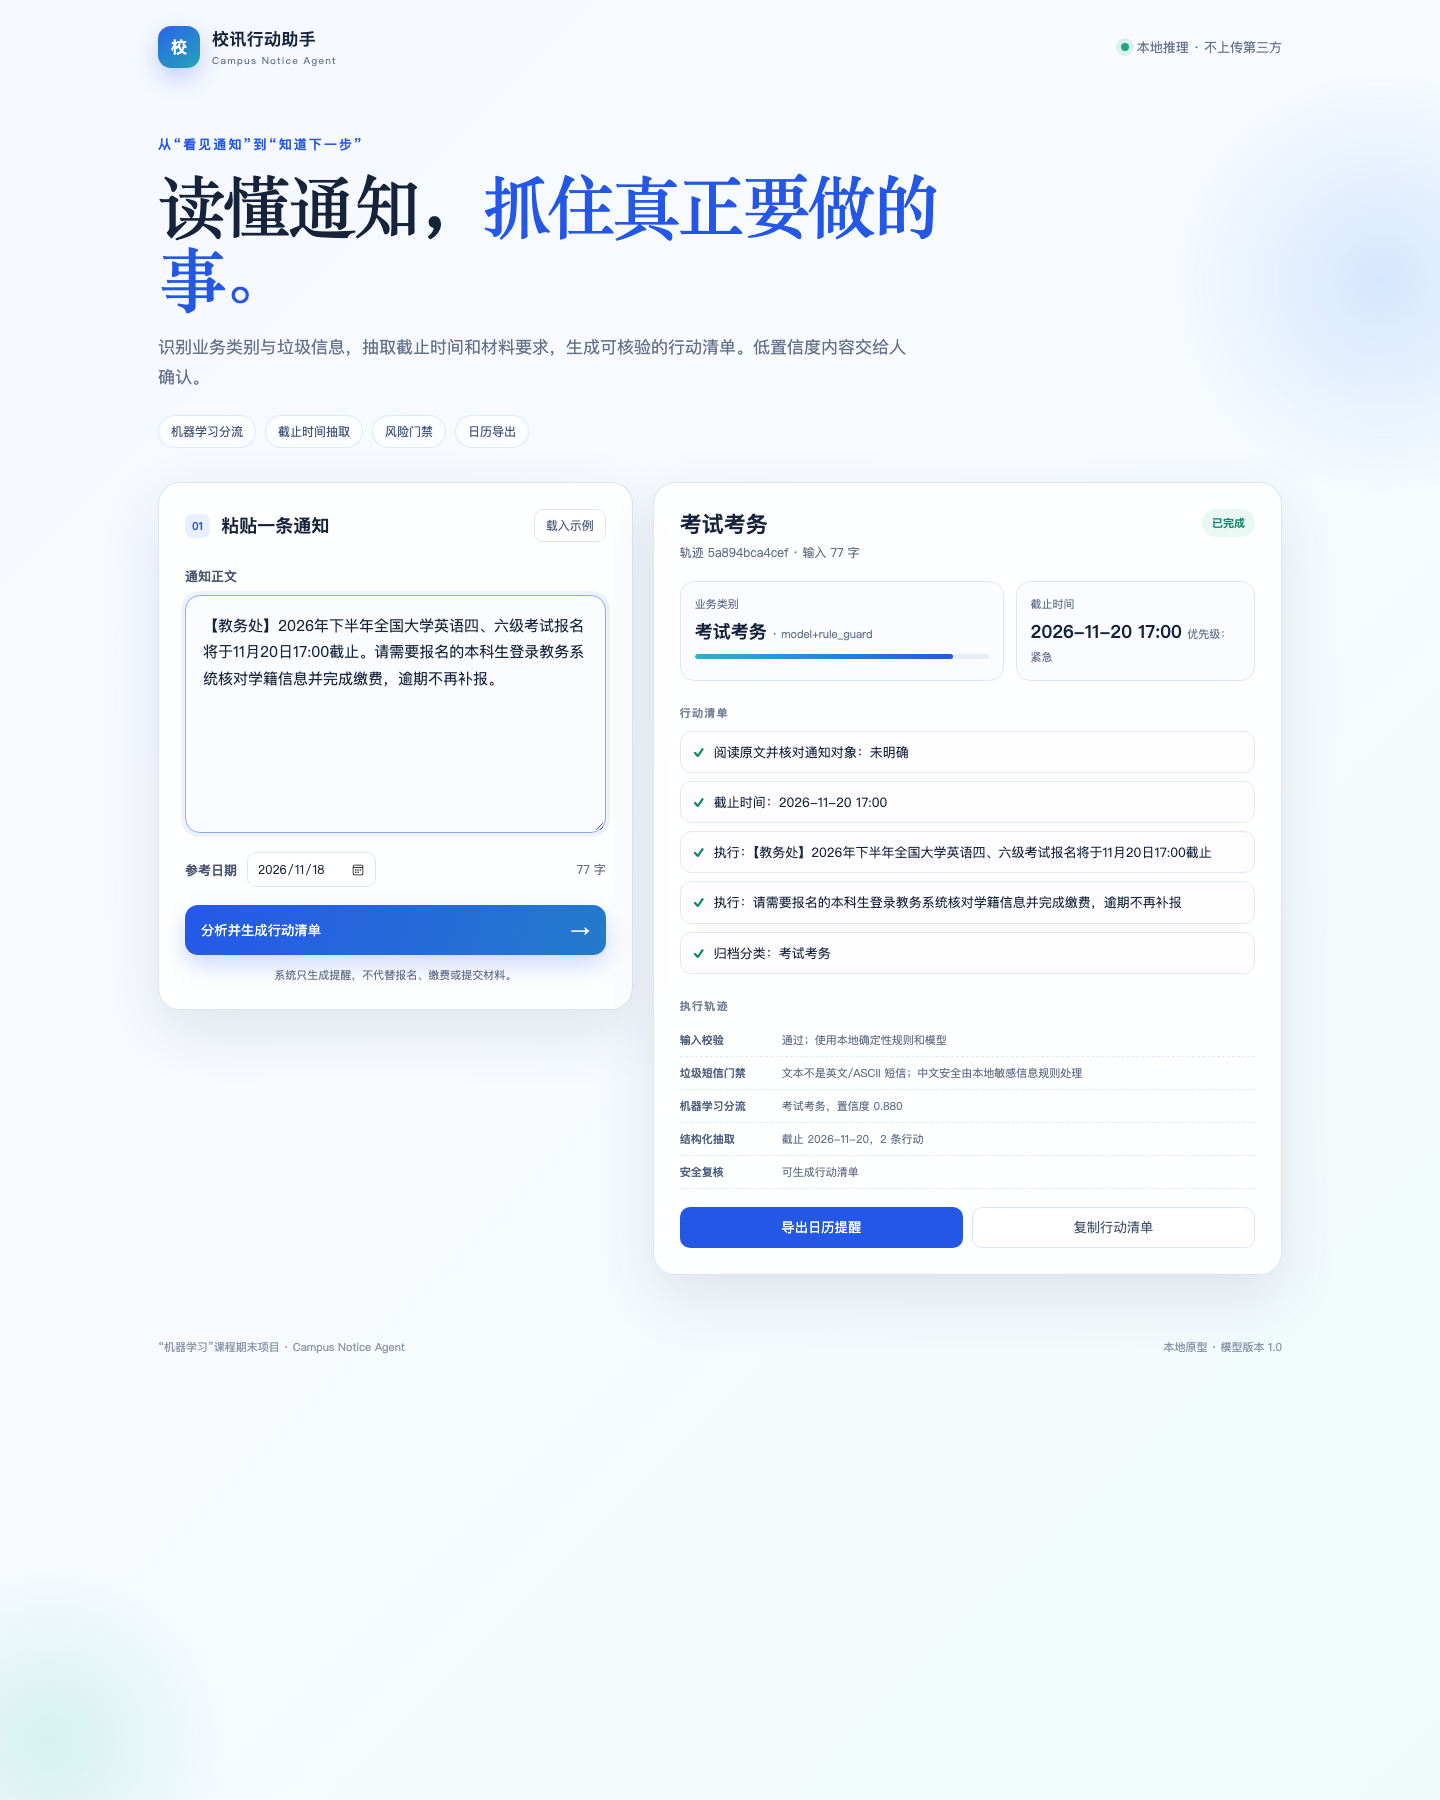 校
校讯行动助手
Campus Notice Agent
本地推理 · 不上传第三方
从“看见通知”到“知道下一步”
读懂通知，抓住真正要做的
事。
识别业务类别与垃圾信息，抽取截止时间和材料要求，生成可核验的行动清单。低置信度内容交给人
确认。
机器学习分流
截止时间抽取
风险门禁
日历导出
01
粘贴一条通知
载入示例
通知正文
【教务处】2026年下半年全国大学英语四、六级考试报名
将于11月20日17:00截止。请需要报名的本科生登录教务系
统核对学籍信息并完成缴费，逾期不再补报。
参考日期
2026/11/18
77 字
分析并生成行动清单 →
系统只生成提醒，不代替报名、缴费或提交材料。
考试考务
已完成
轨迹 5a894bca4cef · 输入 77 字
业务类别
考试考务 · model+rule_guard
截止时间
2026-11-20 17:00 优先级：
紧急
行动清单
✓ 阅读原文并核对通知对象：未明确
✓ 截止时间：2026-11-20 17:00
✓ 执行：【教务处】2026年下半年全国大学英语四、六级考试报名将于11月20日17:00截止
✓ 执行：请需要报名的本科生登录教务系统核对学籍信息并完成缴费，逾期不再补报
✓ 归档分类：考试考务
执行轨迹
输入校验 通过；使用本地确定性规则和模型
垃圾短信门禁 文本不是英文/ASCII 短信；中文安全由本地敏感信息规则处理
机器学习分流 考试考务，置信度 0.880
结构化抽取 截止 2026-11-20，2 条行动
安全复核 可生成行动清单
导出日历提醒
复制行动清单
“机器学习”课程期末项目 · Campus Notice Agent
本地原型 · 模型版本 1.0